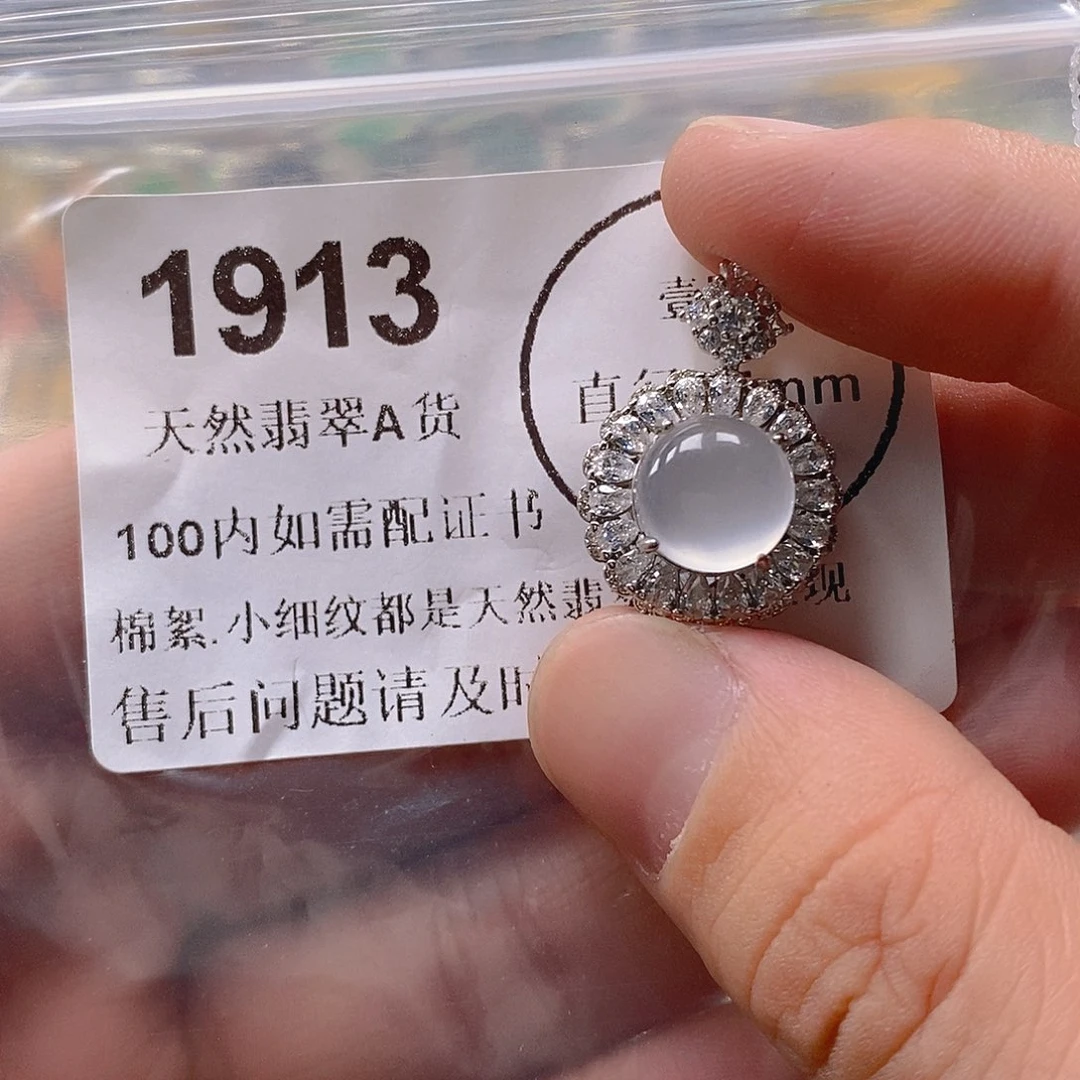 1913
天然翡翠A货
壹
直 mm
100内如需配证书
棉絮.小细纹都是天然翡 现
售后问题请及时